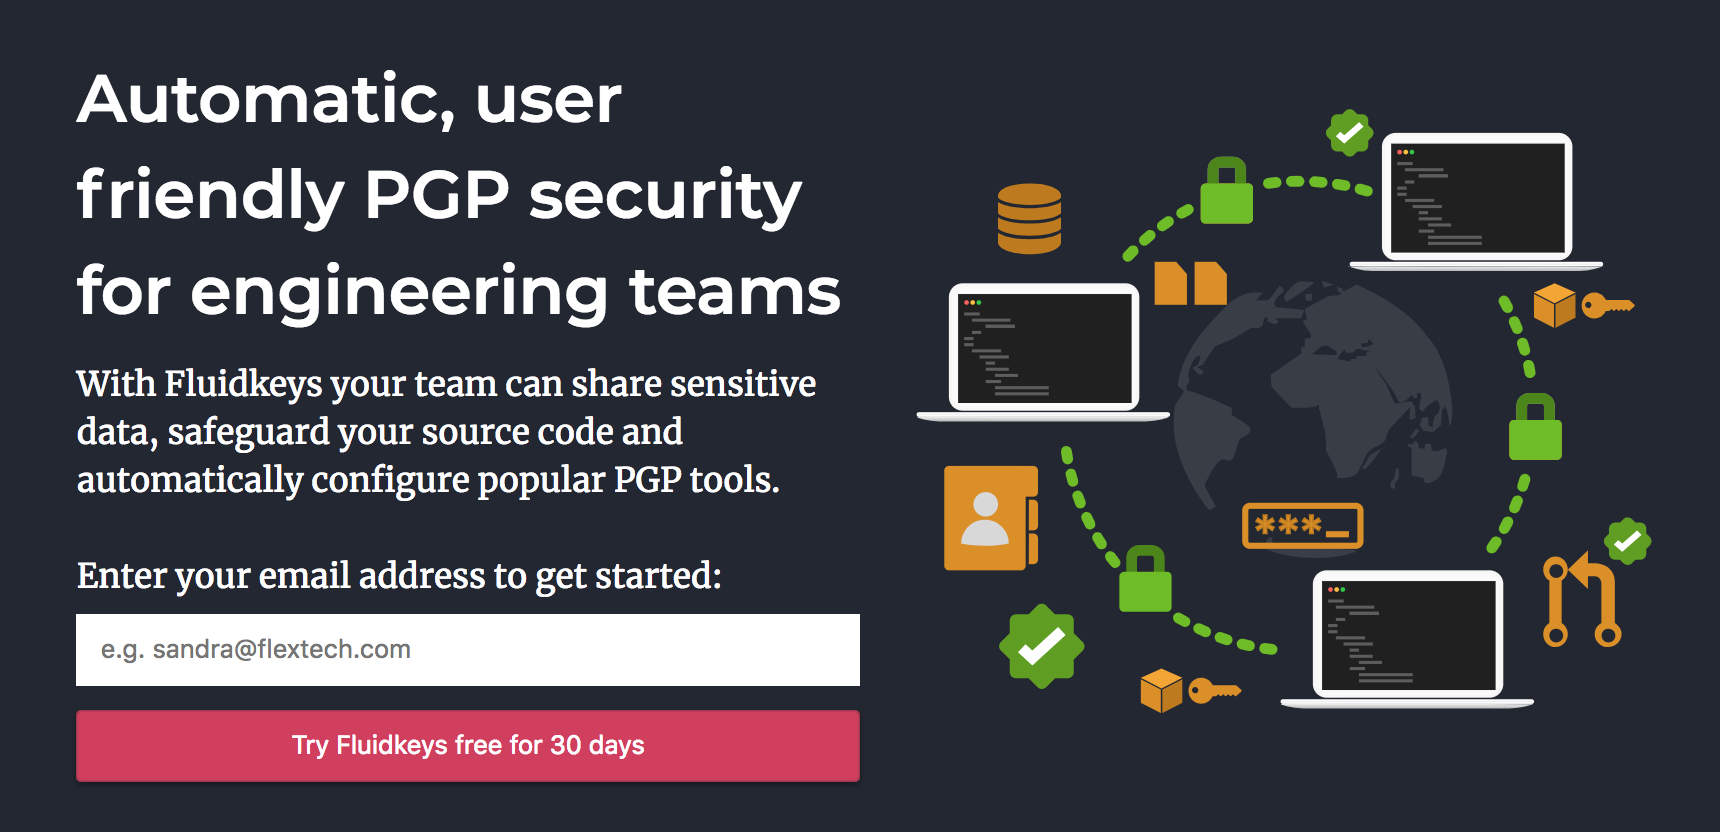 Automatic, user
friendly PGP security
for engineering teams
With Fluidkeys your team can share sensitive
data, safeguard your source code and
automatically configure popular PGP tools.
Enter your email address to get started:
e.g. sandra@flextech.com
Try Fluidkeys free for 30 days
***_